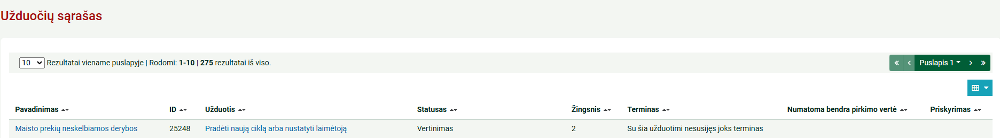 Užduočių sąrašas
10 Rezultatai viename puslapyje | Rodomi: 1-10 | 275 rezultatai iš viso.
« ‹ Puslapis 1 › »
Pavadinimas ID Užduotis Statusas Žingsnis Terminas Numatoma bendra pirkimo vertė Priskyrimas
Maisto prekių neskelbiamos derybos 25248 Pradėti naują ciklą arba nustatyti laimėtoją Vertinimas 2 Su šia užduotimi nesusijęs joks terminas